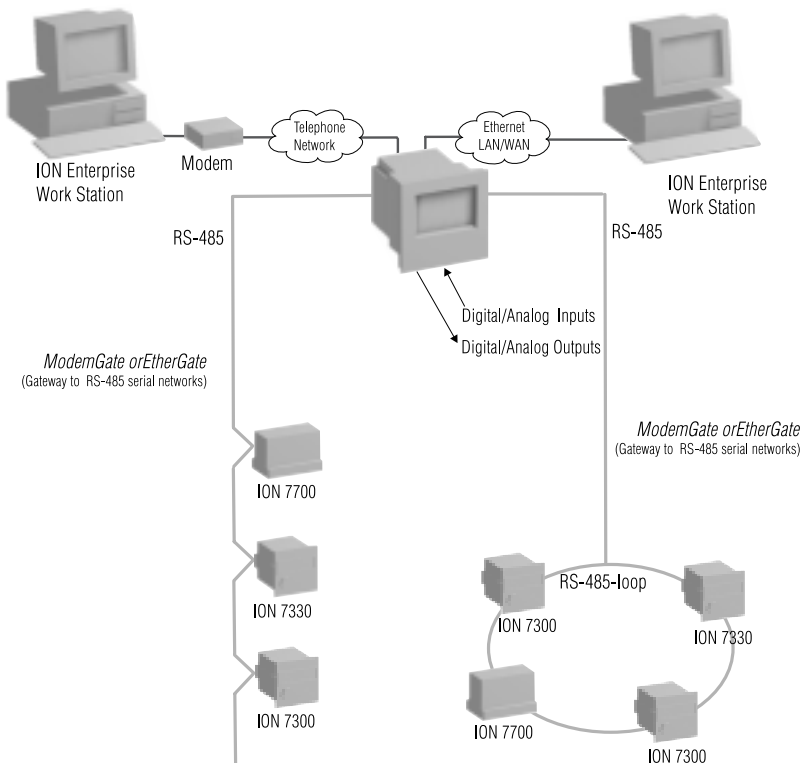 Telephone
Network
Ethernet
LAN/WAN
Modem
ION Enterprise
Work Station
ION Enterprise
Work Station
RS-485
RS-485
Digital/Analog Inputs
Digital/Analog Outputs
ModemGate orEtherGate
(Gateway to RS-485 serial networks)
ModemGate orEtherGate
(Gateway to RS-485 serial networks)
ION 7700
ION 7330
ION 7300
RS-485-loop
ION 7300
ION 7330
ION 7700
ION 7300